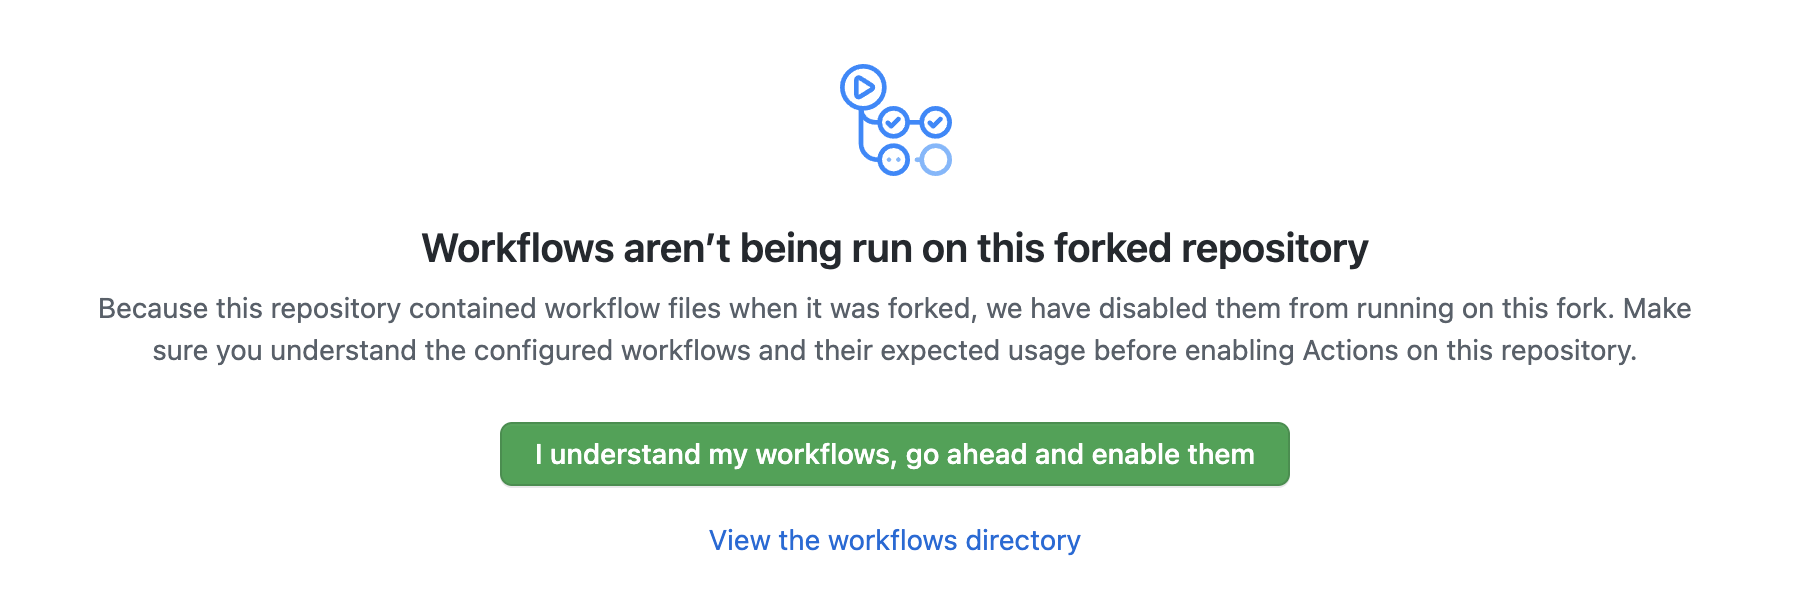 Workflows aren’t being run on this forked repository
Because this repository contained workflow files when it was forked, we have disabled them from running on this fork. Make
sure you understand the configured workflows and their expected usage before enabling Actions on this repository.
I understand my workflows, go ahead and enable them
View the workflows directory